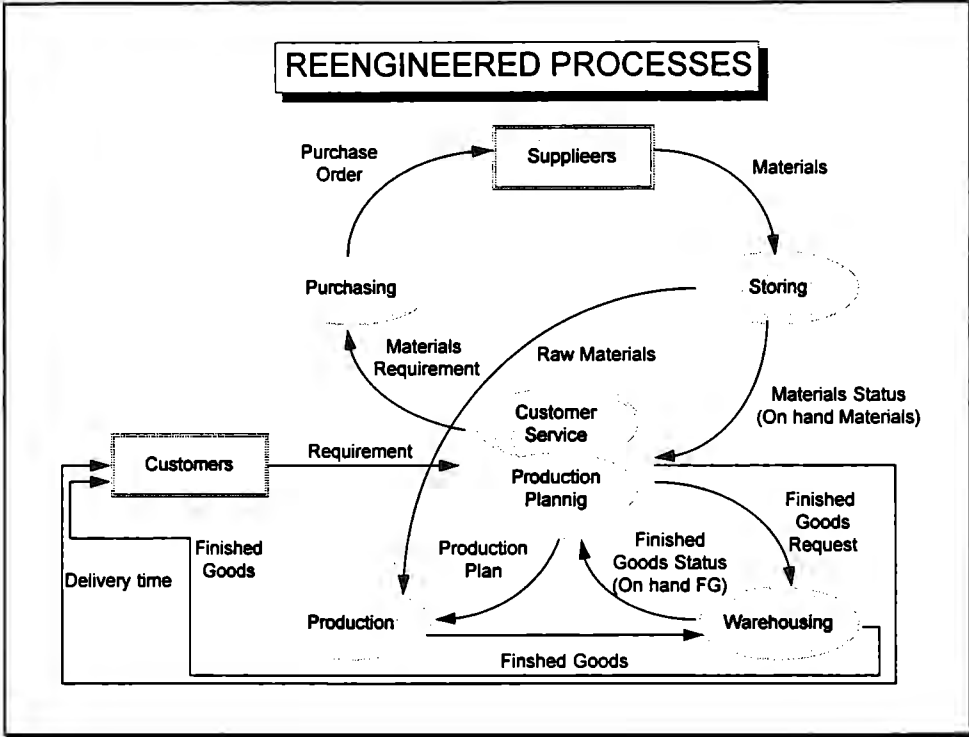 REENGINEERED PROCESSES
Purchase
Order
Supplieers
Materials
Purchasing
Storing
Materials
Requirement
Raw Materials
Materials Status
(On hand Materials)
Customer
Service
Customers
Requirement
Production
Plannig
Finished
Goods
Request
Finished
Goods
Delivery time
Production
Plan
Finished
Goods Status
(On hand FG)
Production
Warehousing
Finshed Goods